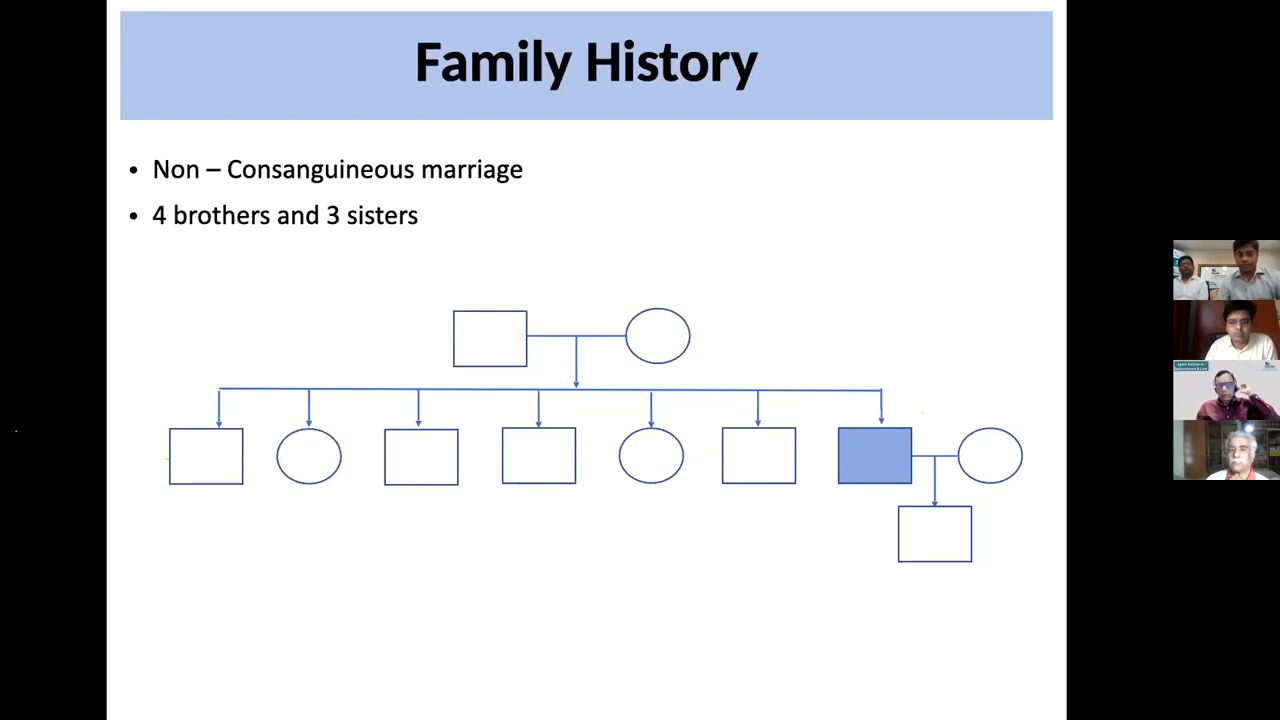 Family History
• Non – Consanguineous marriage
• 4 brothers and 3 sisters